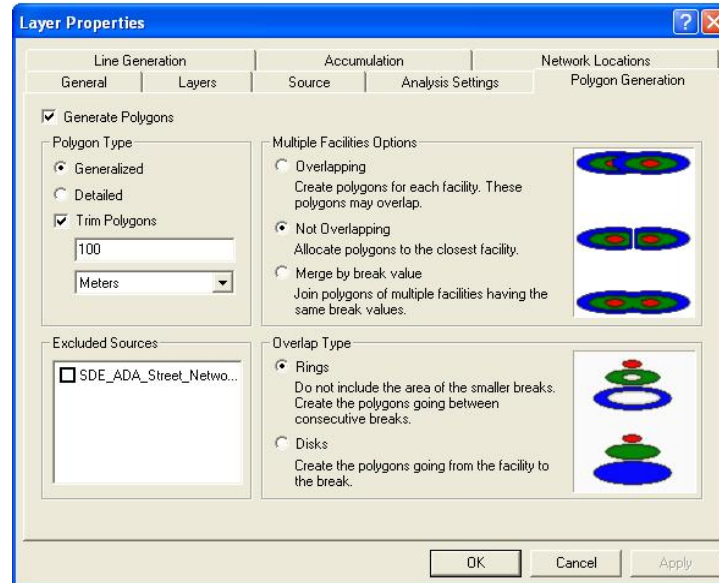 Layer Properties
Line Generation
Accumulation
Network Locations
General
Layers
Source
Analysis Settings
Polygon Generation
Generate Polygons
Polygon Type
Generalized
Detailed
Trim Polygons
100
Meters
Multiple Facilities Options
Overlapping
Create polygons for each facility. These
polygons may overlap.
Not Overlapping
Allocate polygons to the closest facility.
Merge by break value
Join polygons of multiple facilities having the
same break values.
Excluded Sources
SDE_ADA_Street_Netwo...
Overlap Type
Rings
Do not include the area of the smaller breaks.
Create the polygons going between
consecutive breaks.
Disks
Create the polygons going from the facility to
the break.
OK
Cancel
Apply